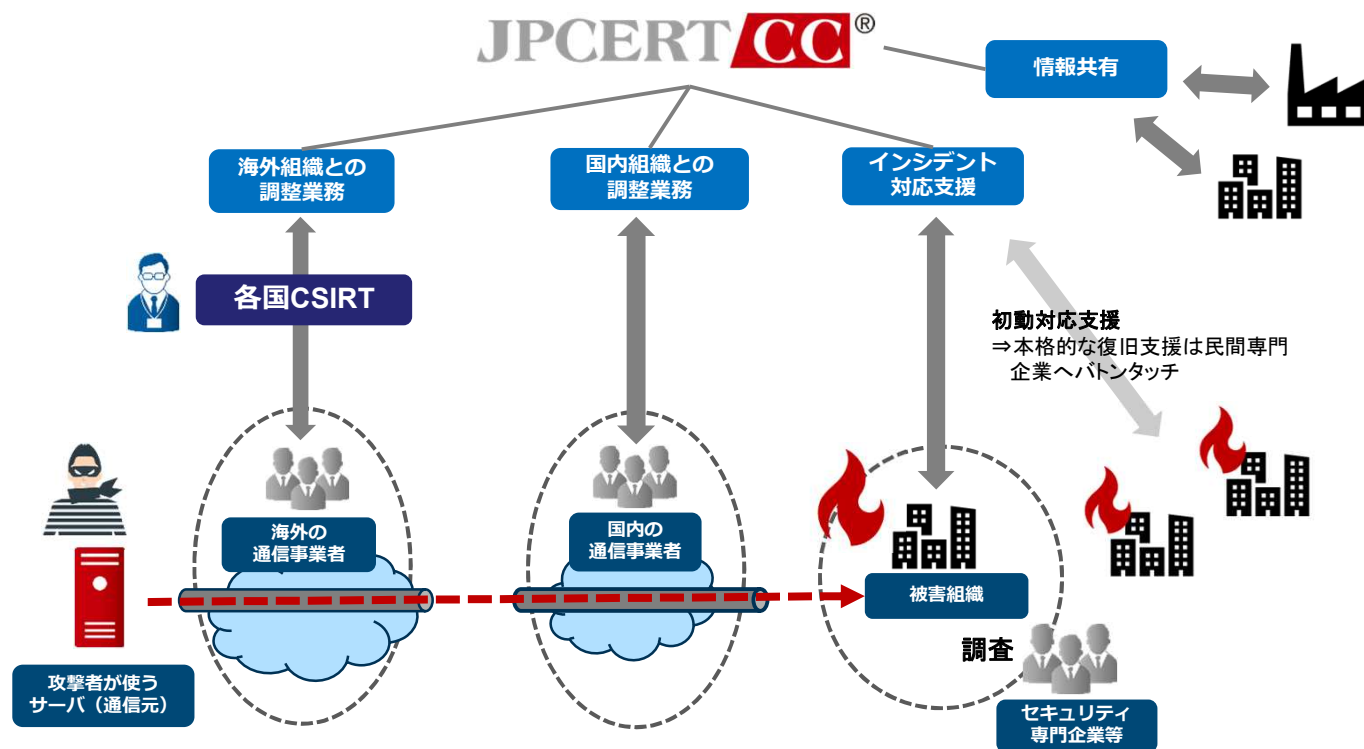 JPCERT CC®
情報共有
海外組織との
調整業務
国内組織との
調整業務
インシデント
対応支援
各国CSIRT
初動対応支援
⇒本格的な復旧支援は民間専門
企業へバトンタッチ
海外の
通信事業者
国内の
通信事業者
被害組織
調査
攻撃者が使う
サーバ（通信元）
セキュリティ
専門企業等